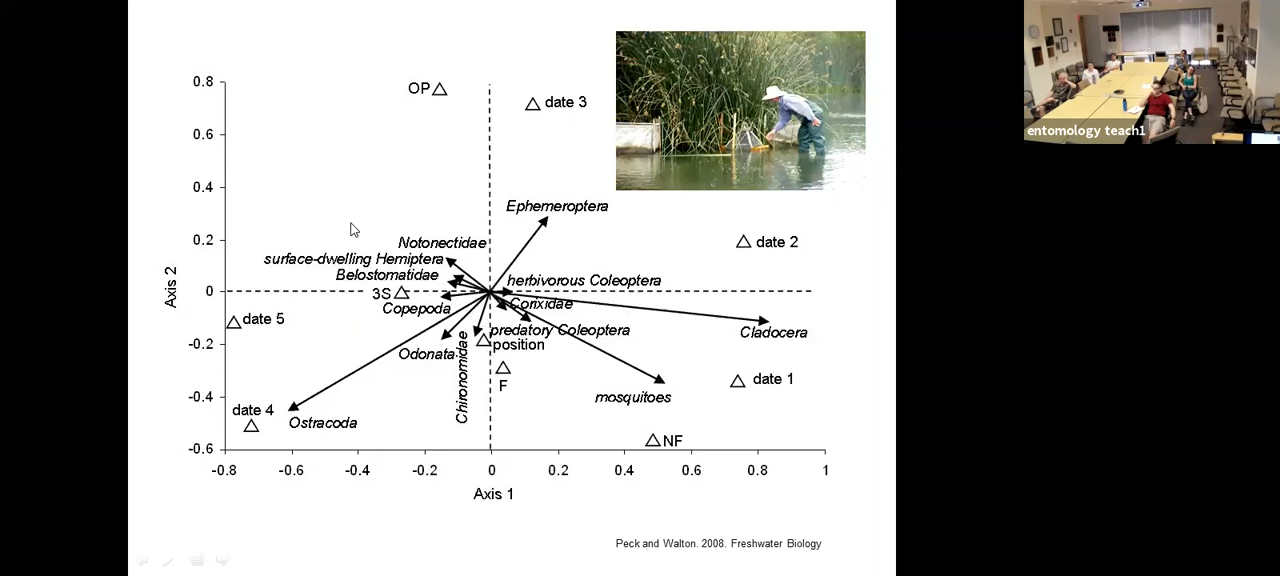 OP
date 3
Ephemeroptera
Notonectidae
date 2
surface-dwelling Hemiptera
Belostomatidae
herbivorous Coleoptera
3S
Corixidae
Copepoda
date 5
predatory Coleoptera
Cladocera
position
Odonata
Chironomidae
F
date 1
mosquitoes
date 4
Ostracoda
NF
0.8
0.6
0.4
0.2
0
-0.2
-0.4
-0.6
Axis 2
-0.8 -0.6 -0.4 -0.2 0 0.2 0.4 0.6 0.8 1
Axis 1
Peck and Walton. 2008. Freshwater Biology
entomology teach1